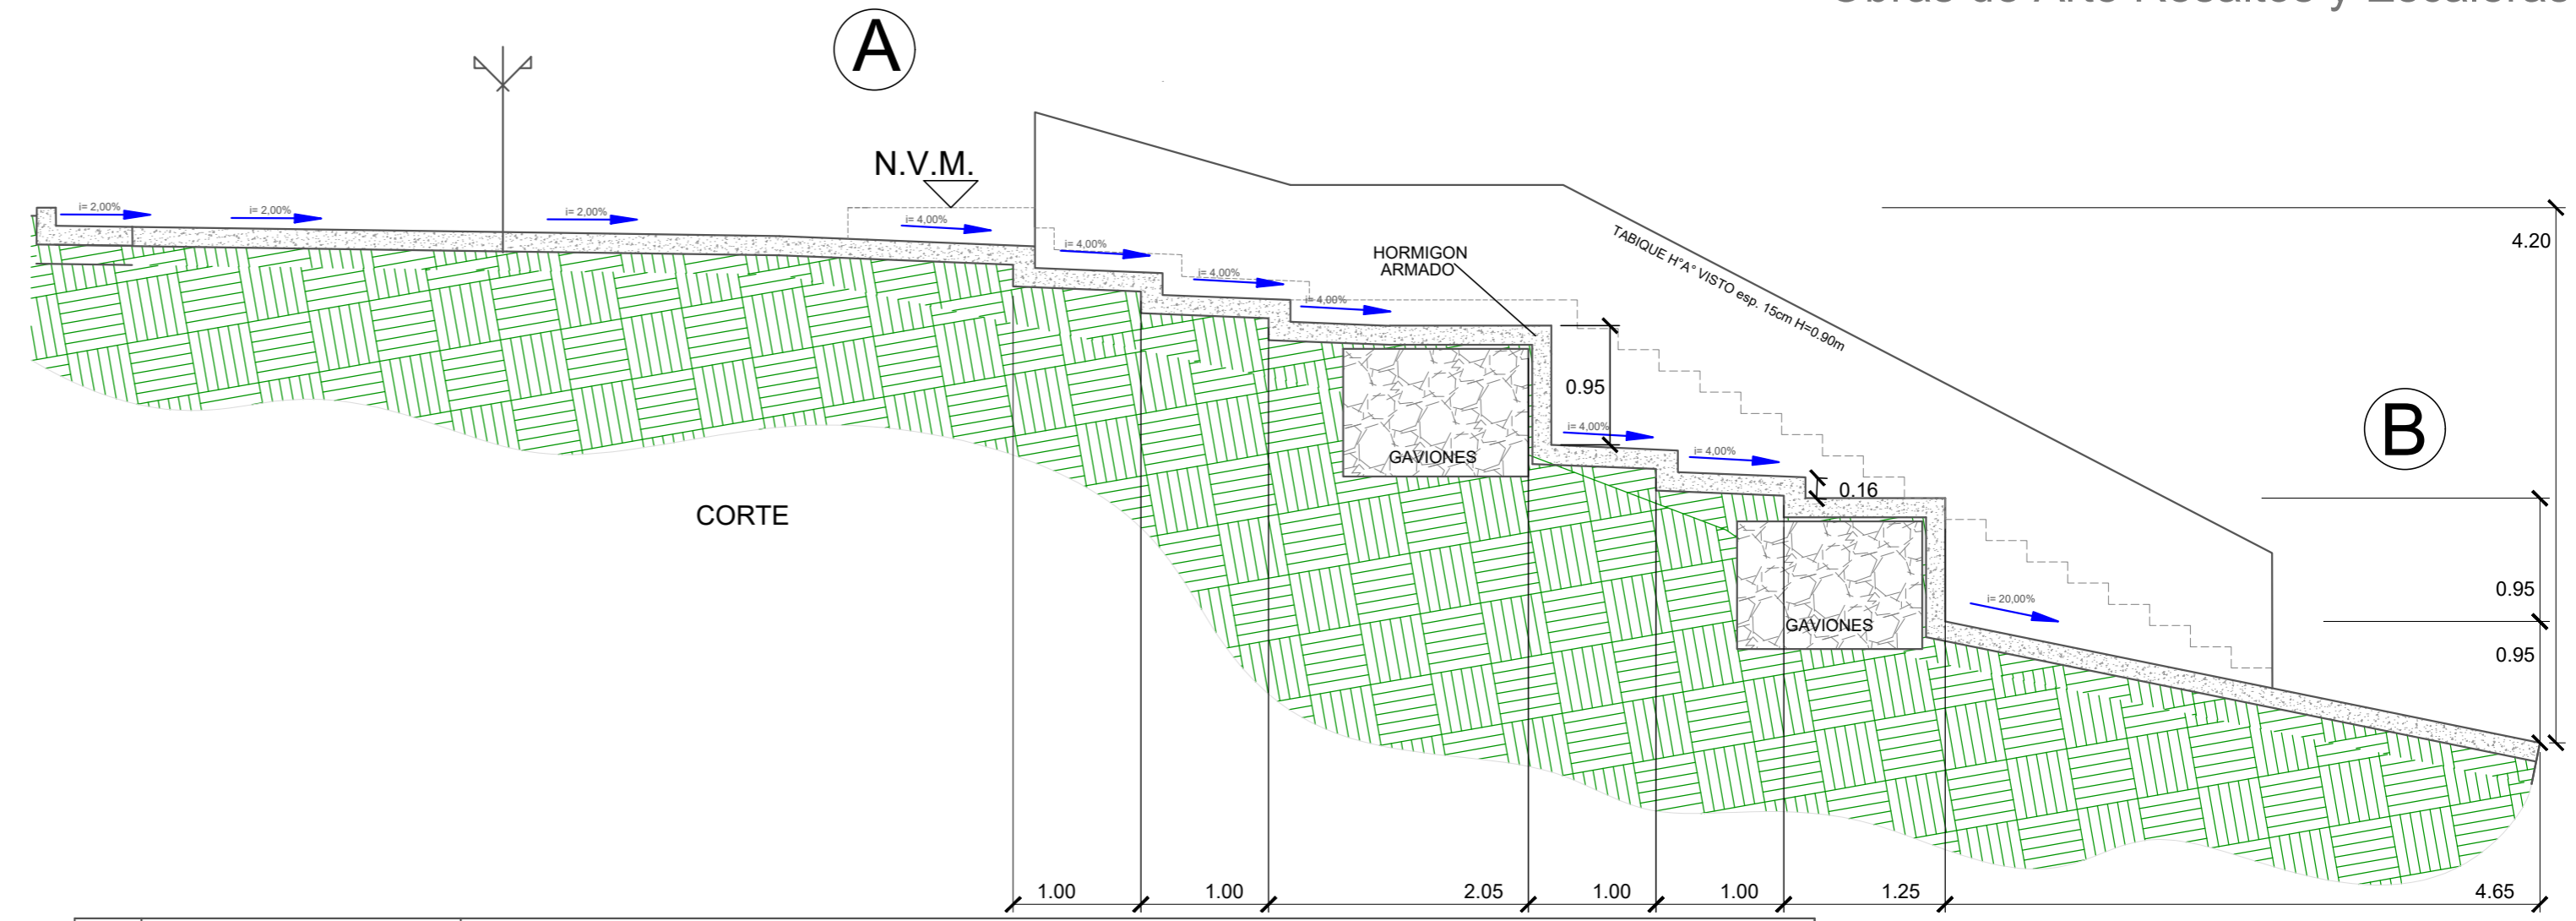 A
N.V.M.
i= 2,00%
i= 2,00%
i= 2,00%
i= 4,00%
i= 4,00%
i= 4,00%
i= 4,00%
HORMIGON
ARMADO
TABIQUE H°A° VISTO esp. 15cm H=0.90m
4.20
0.95
i= 4,00%
i= 4,00%
GAVIONES
0.16
B
CORTE
0.95
i= 20,00%
GAVIONES
0.95
1.00
1.00
2.05
1.00
1.00
1.25
4.65